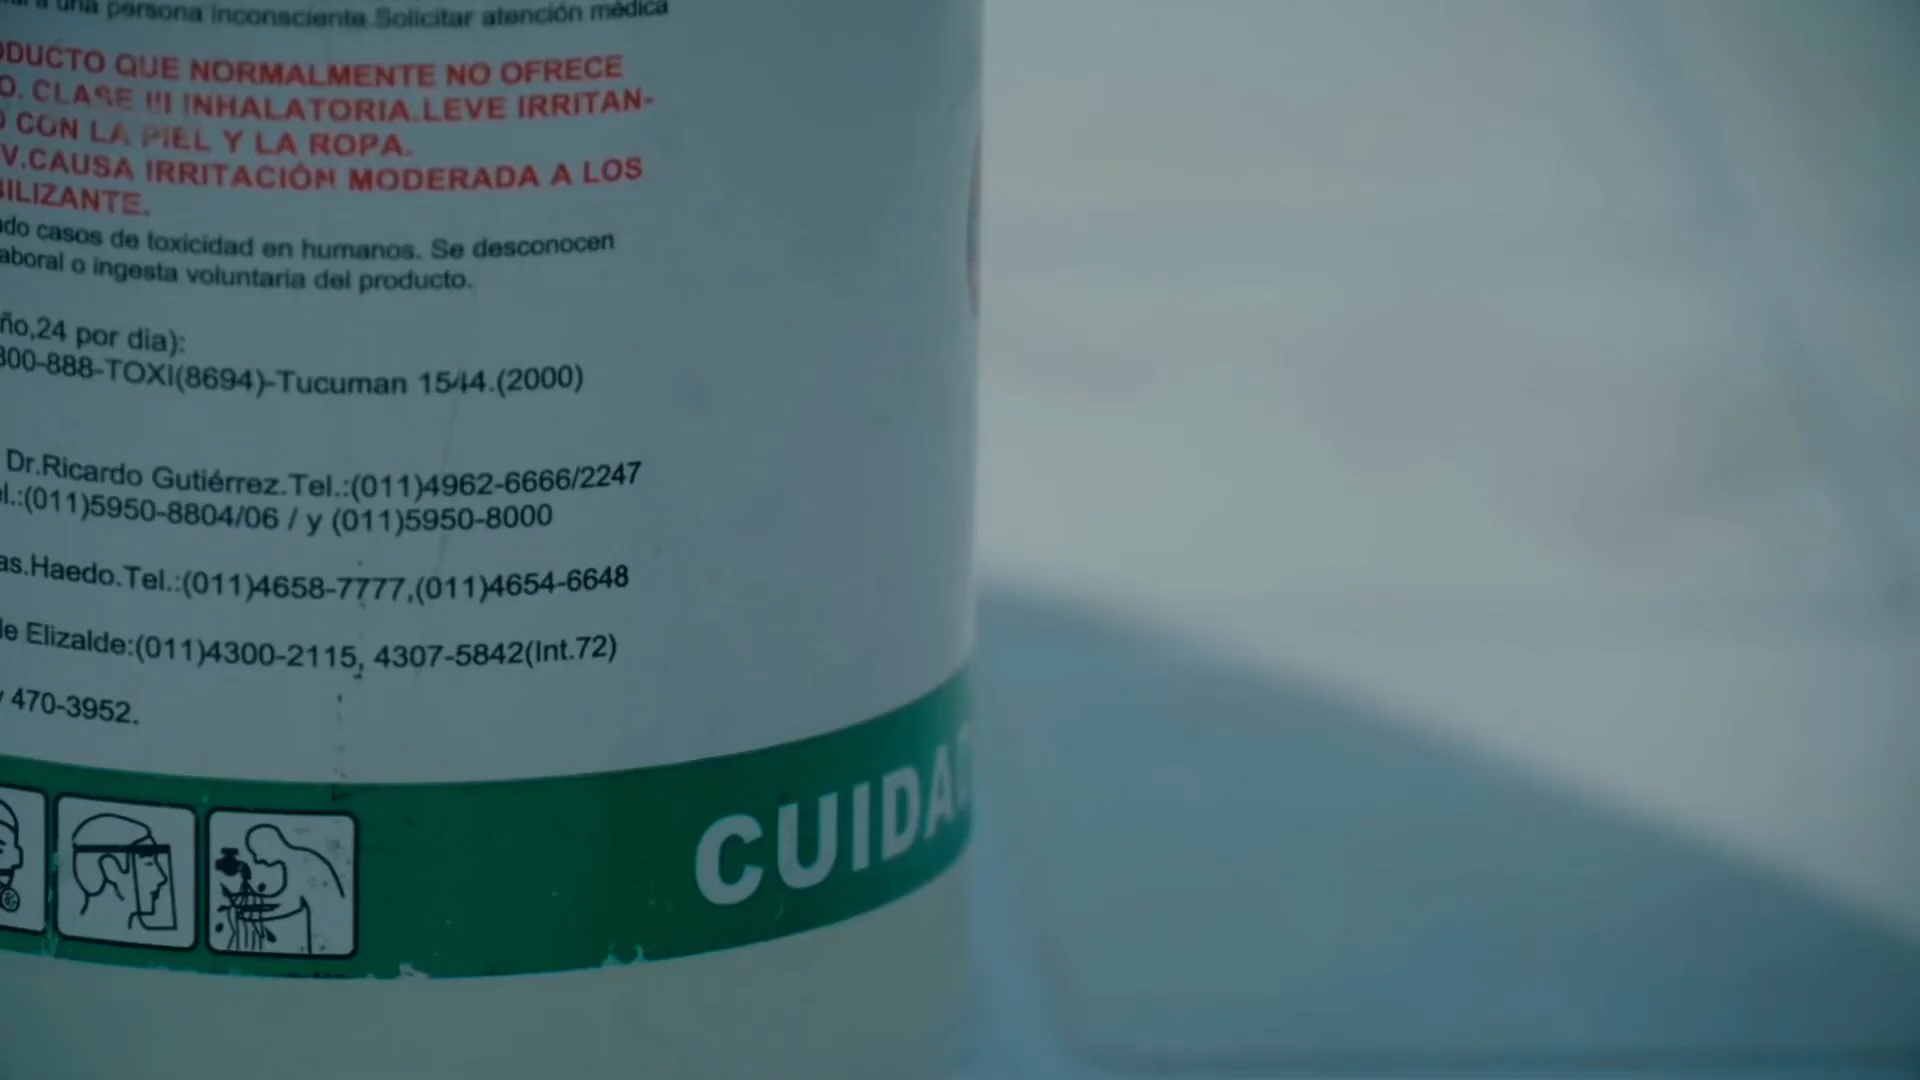 una persona inconsciente.Solicitar atención médica
DUCTO QUE NORMALMENTE NO OFRECE
O. CLASE III INHALATORIA.LEVE IRRITAN-
CON LA PIEL Y LA ROPA.
V.CAUSA IRRITACIÓN MODERADA A LOS
BILIZANTE.
do casos de toxicidad en humanos. Se desconocen
aboral o ingesta voluntaria del producto.
ño,24 por dia):
800-888-TOXI(8694)-Tucuman 1544.(2000)
Dr.Ricardo Gutiérrez.Tel.:(011)4962-6666/2247
el.:(011)5950-8804/06 / y (011)5950-8000
as.Haedo.Tel.:(011)4658-7777,(011)4654-6648
de Elizalde:(011)4300-2115, 4307-5842(Int.72)
y 470-3952.
CUIDA